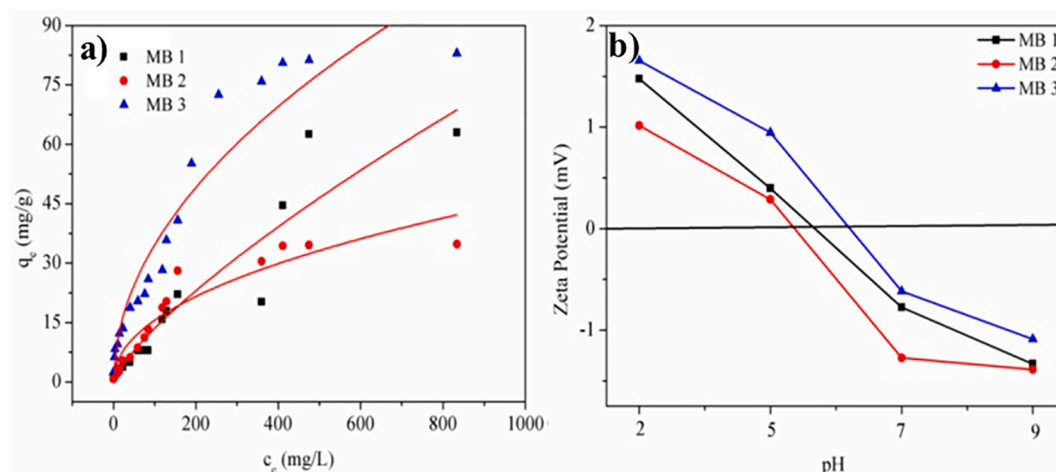 a)
MB 1
MB 2
MB 3
90
75
60
45
30
15
0
qe (mg/g)
0 200 400 600 800 1000
ce (mg/L)
b)
MB 1
MB 2
MB 3
2
1
0
-1
Zeta Potential (mV)
2 5 7 9
pH